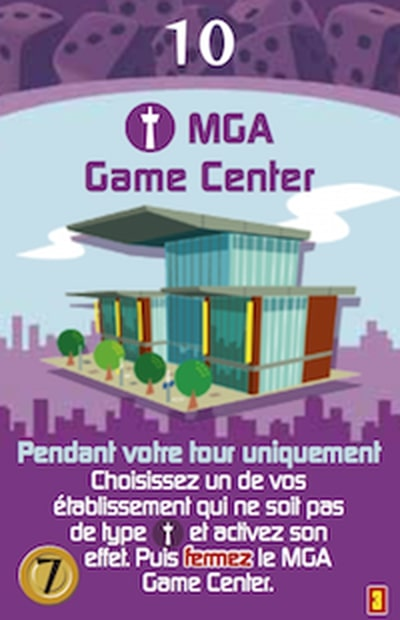 10
MGA
Game Center
Pendant votre tour uniquement
Choisissez un de vos
établissement qui ne soit pas
de type et activez son
effet. Puis fermez le MGA
Game Center.
7
3